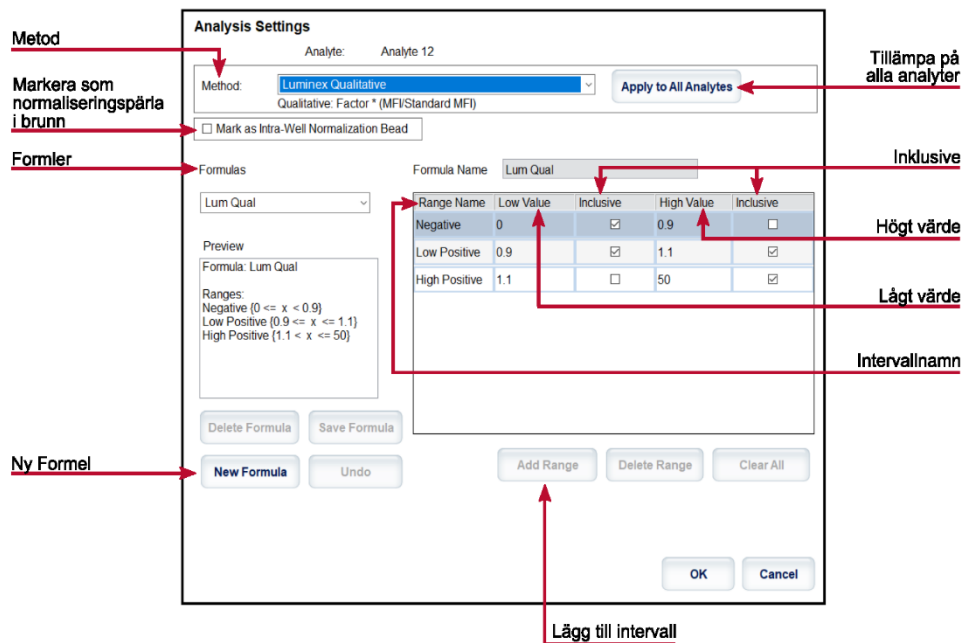 Analysis Settings
Analyte: Analyte 12
Metod
Method: Luminex Qualitative
Apply to All Analytes
Tillämpa på
alla analyter
Qualitative: Factor * (MFI/Standard MFI)
Markera som
normaliseringspärla
i brunn
Mark as Intra-Well Normalization Bead
Formler
Formulas
Formula Name Lum Qual
Inklusive
Lum Qual
Range Name Low Value Inclusive High Value Inclusive
Negative 0 0.9
Low Positive 0.9 1.1
High Positive 1.1 50
Högt värde
Lågt värde
Intervallnamn
Preview
Formula: Lum Qual
Ranges:
Negative {0 <= x < 0.9}
Low Positive {0.9 <= x <= 1.1}
High Positive {1.1 < x <= 50}
Delete Formula Save Formula
Ny Formel
New Formula Undo
Add Range Delete Range Clear All
OK Cancel
Lägg till intervall